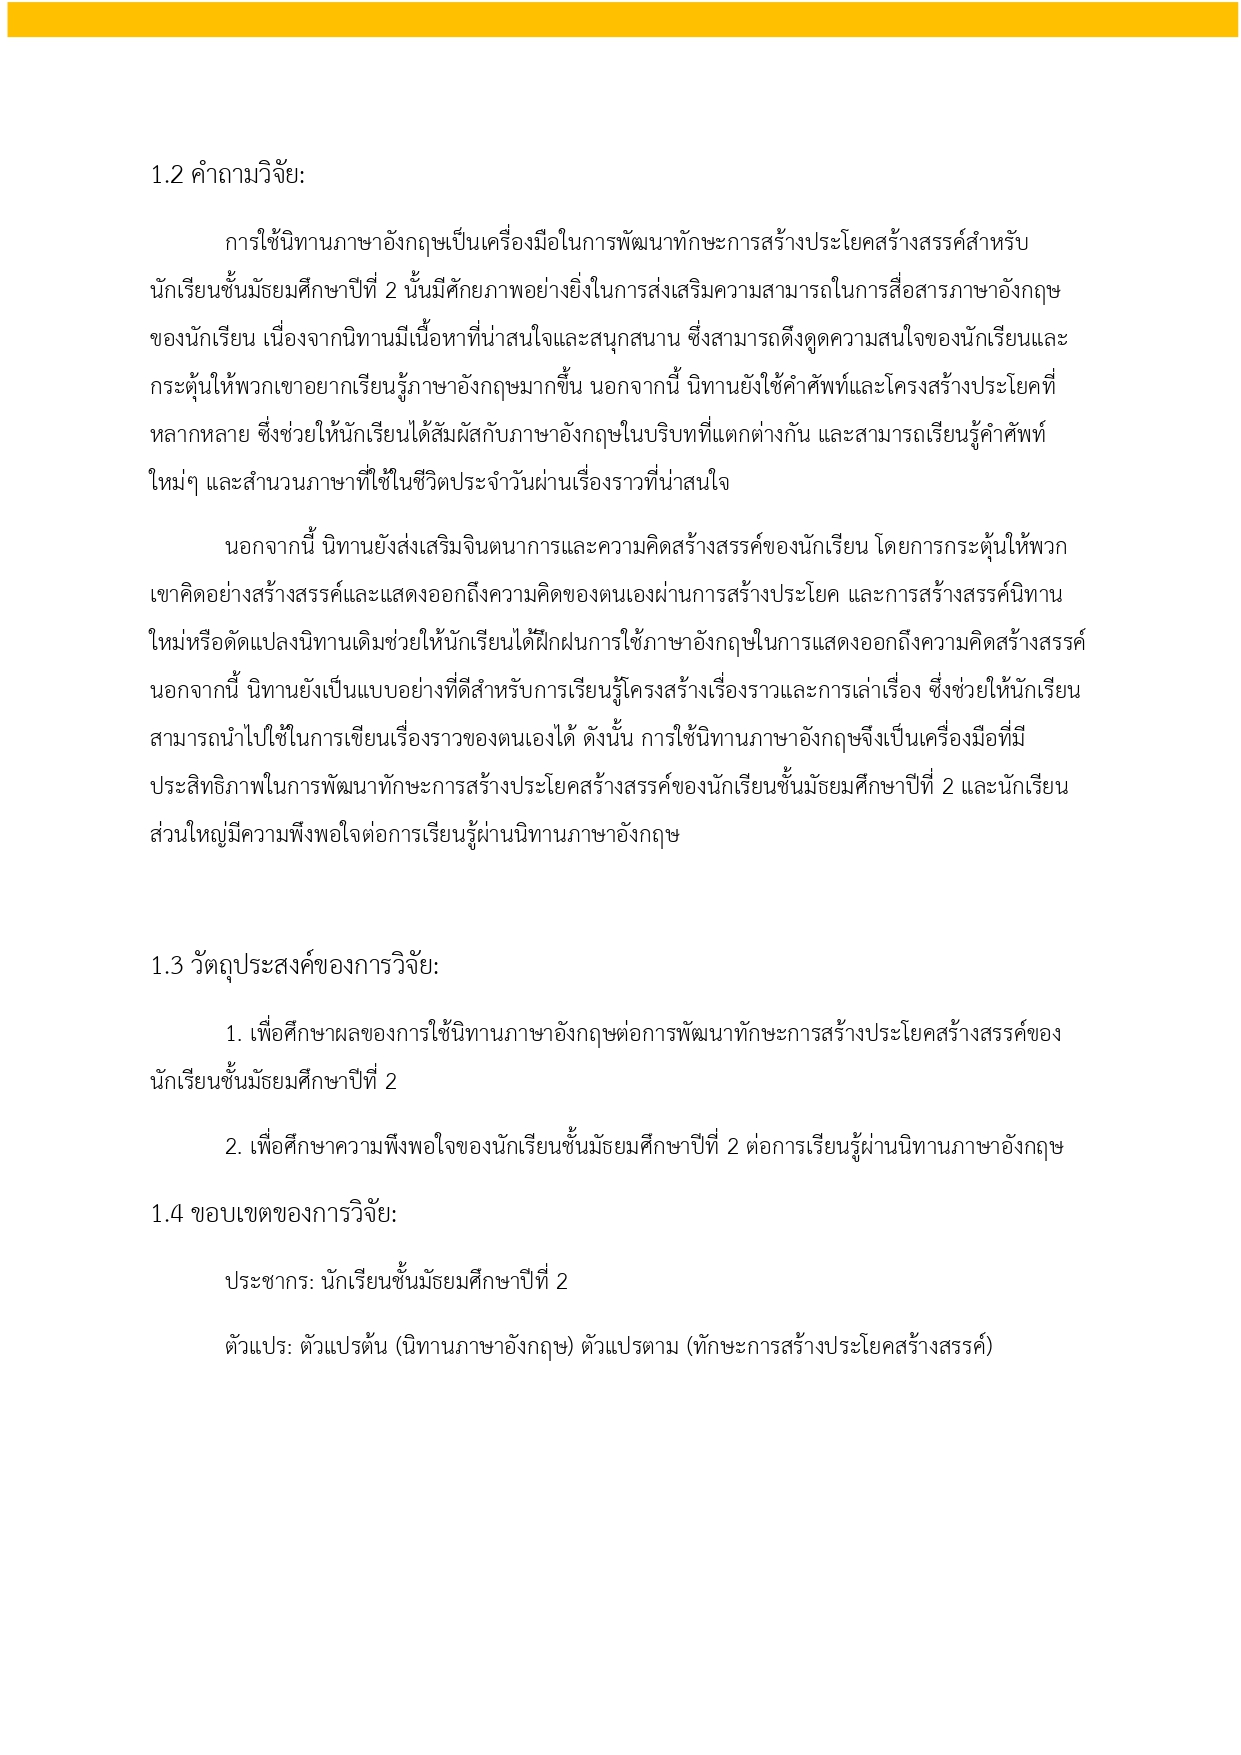 1.2 คำถามวิจัย:
การใช้นิทานภาษาอังกฤษเป็นเครื่องมือในการพัฒนาทักษะการสร้างประโยคสร้างสรรค์สำหรับ
นักเรียนชั้นมัธยมศึกษาปีที่ 2 นั้นมีศักยภาพอย่างยิ่งในการส่งเสริมความสามารถในการสื่อสารภาษาอังกฤษ
ของนักเรียน เนื่องจากนิทานมีเนื้อหาที่น่าสนใจและสนุกสนาน ซึ่งสามารถดึงดูดความสนใจของนักเรียนและ
กระตุ้นให้พวกเขาอยากเรียนรู้ภาษาอังกฤษมากขึ้น นอกจากนี้ นิทานยังใช้คำศัพท์และโครงสร้างประโยคที่
หลากหลาย ซึ่งช่วยให้นักเรียนได้สัมผัสกับภาษาอังกฤษในบริบทที่แตกต่างกัน และสามารถเรียนรู้คำศัพท์
ใหม่ๆ และสำนวนภาษาที่ใช้ในชีวิตประจำวันผ่านเรื่องราวที่น่าสนใจ
นอกจากนี้ นิทานยังส่งเสริมจินตนาการและความคิดสร้างสรรค์ของนักเรียน โดยการกระตุ้นให้พวก
เขาคิดอย่างสร้างสรรค์และแสดงออกถึงความคิดของตนเองผ่านการสร้างประโยค และการสร้างสรรค์นิทาน
ใหม่หรือดัดแปลงนิทานเดิมช่วยให้นักเรียนได้ฝึกฝนการใช้ภาษาอังกฤษในการแสดงออกถึงความคิดสร้างสรรค์
นอกจากนี้ นิทานยังเป็นแบบอย่างที่ดีสำหรับการเรียนรู้โครงสร้างเรื่องราวและการเล่าเรื่อง ซึ่งช่วยให้นักเรียน
สามารถนำไปใช้ในการเขียนเรื่องราวของตนเองได้ ดังนั้น การใช้นิทานภาษาอังกฤษจึงเป็นเครื่องมือที่มี
ประสิทธิภาพในการพัฒนาทักษะการสร้างประโยคสร้างสรรค์ของนักเรียนชั้นมัธยมศึกษาปีที่ 2 และนักเรียน
ส่วนใหญ่มีความพึงพอใจต่อการเรียนรู้ผ่านนิทานภาษาอังกฤษ
1.3 วัตถุประสงค์ของการวิจัย:
1. เพื่อศึกษาผลของการใช้นิทานภาษาอังกฤษต่อการพัฒนาทักษะการสร้างประโยคสร้างสรรค์ของ
นักเรียนชั้นมัธยมศึกษาปีที่ 2
2. เพื่อศึกษาความพึงพอใจของนักเรียนชั้นมัธยมศึกษาปีที่ 2 ต่อการเรียนรู้ผ่านนิทานภาษาอังกฤษ
1.4 ขอบเขตของการวิจัย:
ประชากร: นักเรียนชั้นมัธยมศึกษาปีที่ 2
ตัวแปร: ตัวแปรต้น (นิทานภาษาอังกฤษ) ตัวแปรตาม (ทักษะการสร้างประโยคสร้างสรรค์)